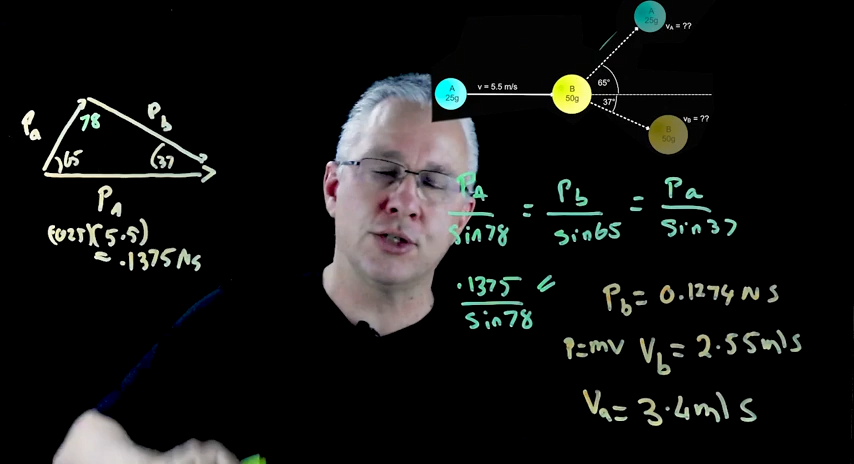 A
25g
vA = ??
A
25g
v = 5.5 m/s
B
50g
65°
37°
B
50g
vB = ??
Pa
78
Pb
65
37
PA
(025)(5.5)
= .1375 Ns
PA/sin78 = Pb/sin65 = Pa/sin37
.1375/sin78 =
Pb = 0.1274 NS
P=mv Vb = 2.55m/s
Va = 3.4m/s